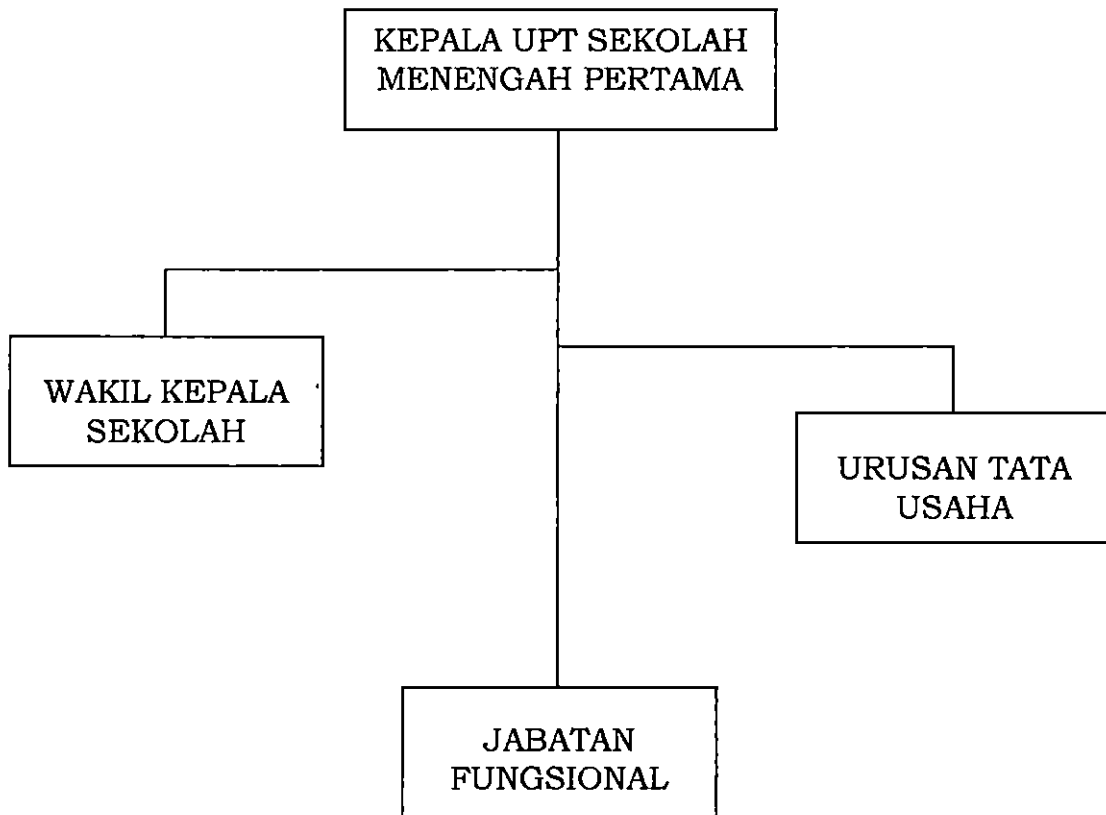 KEPALA UPT SEKOLAH
MENENGAH PERTAMA
WAKIL KEPALA
SEKOLAH
URUSAN TATA
USAHA
JABATAN
FUNGSIONAL